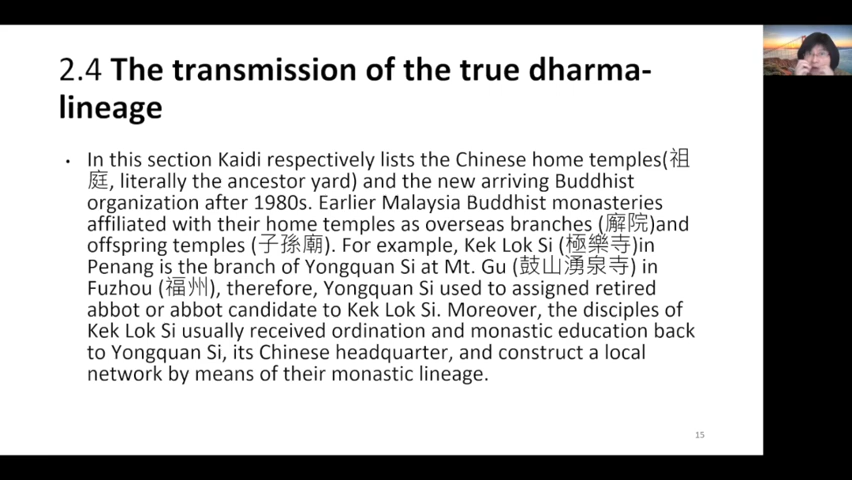 2.4 The transmission of the true dharma-
lineage
• In this section Kaidi respectively lists the Chinese home temples(祖
庭, literally the ancestor yard) and the new arriving Buddhist
organization after 1980s. Earlier Malaysia Buddhist monasteries
affiliated with their home temples as overseas branches (廨院)and
offspring temples (子孫廟). For example, Kek Lok Si (極樂寺)in
Penang is the branch of Yongquan Si at Mt. Gu (鼓山湧泉寺) in
Fuzhou (福州), therefore, Yongquan Si used to assigned retired
abbot or abbot candidate to Kek Lok Si. Moreover, the disciples of
Kek Lok Si usually received ordination and monastic education back
to Yongquan Si, its Chinese headquarter, and construct a local
network by means of their monastic lineage.
15